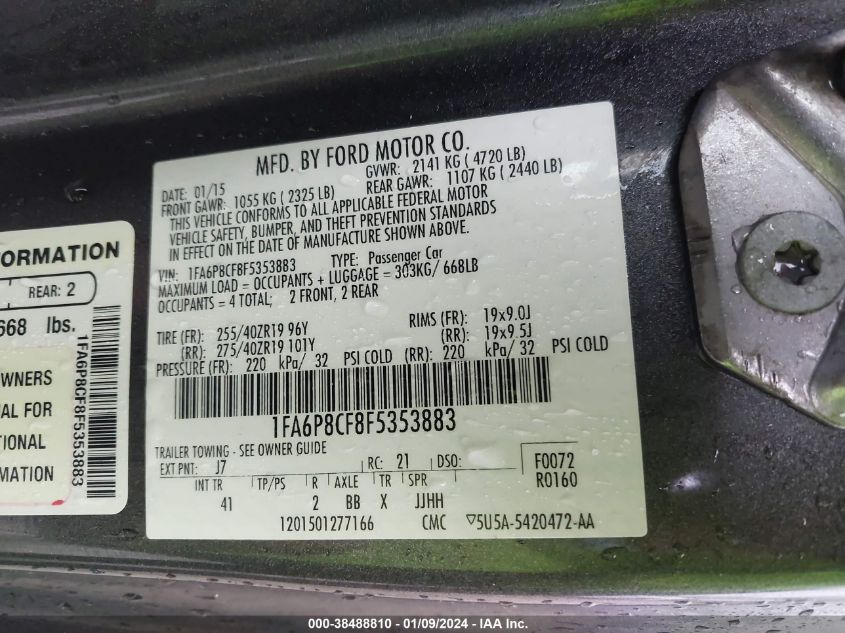 MFD. BY FORD MOTOR CO.
DATE: 01/15 GVWR: 2141 KG ( 4720 LB)
FRONT GAWR: 1055 KG ( 2325 LB) REAR GAWR: 1107 KG ( 2440 LB)
THIS VEHICLE CONFORMS TO ALL APPLICABLE FEDERAL MOTOR
VEHICLE SAFETY, BUMPER, AND THEFT PREVENTION STANDARDS
IN EFFECT ON THE DATE OF MANUFACTURE SHOWN ABOVE.
VIN: 1FA6P8CF8F5353883 TYPE: Passenger Car
MAXIMUM LOAD = OCCUPANTS + LUGGAGE = 303KG/ 668LB
OCCUPANTS = 4 TOTAL; 2 FRONT, 2 REAR
TIRE (FR): 255/40ZR19 96Y RIMS (FR): 19x9.0J
(RR): 275/40ZR19 101Y (RR): 19x9.5J
PRESSURE (FR): 220 kPa/ 32 PSI COLD (RR): 220 kPa/ 32 PSI COLD
1FA6P8CF8F5353883
TRAILER TOWING - SEE OWNER GUIDE
EXT PNT: J7 RC: 21 DSO: F0072
INT TR TP/PS R AXLE TR SPR R0160
41 2 BB X JJHH
1201501277166 CMC ▽5U5A-5420472-AA
FORMATION
REAR: 2
668 lbs.
WNERS
AL FOR
TIONAL
MATION
1FA6P8CF8F5353883
000-38488810 - 01/09/2024 - IAA Inc.